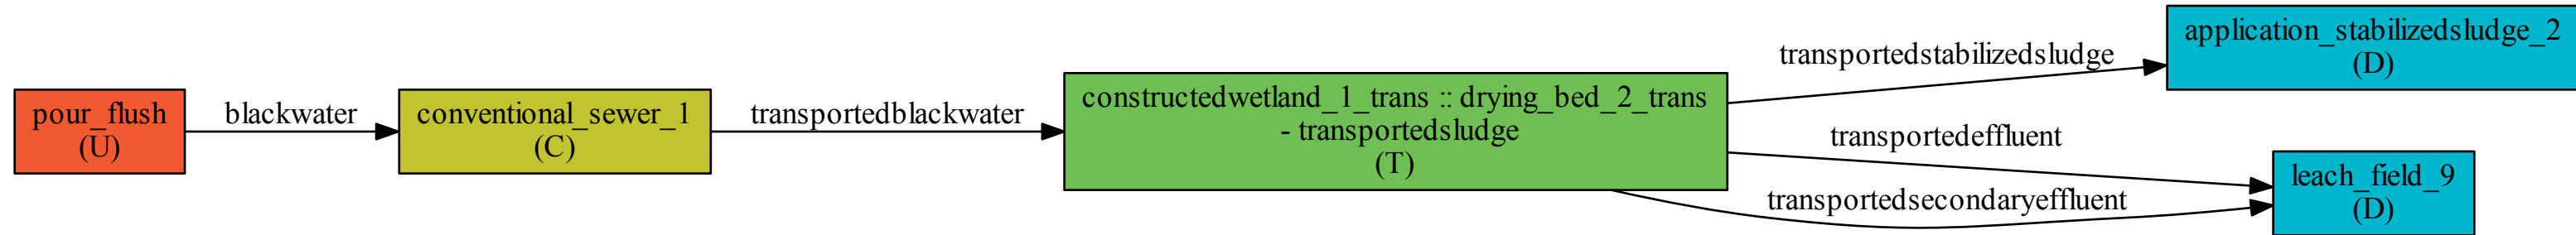 pour_flush
(U)
blackwater
conventional_sewer_1
(C)
transportedblackwater
constructedwetland_1_trans :: drying_bed_2_trans
- transportedsludge
(T)
transportedstabilizedsludge
transportedeffluent
transportedsecondaryeffluent
application_stabilizedsludge_2
(D)
leach_field_9
(D)